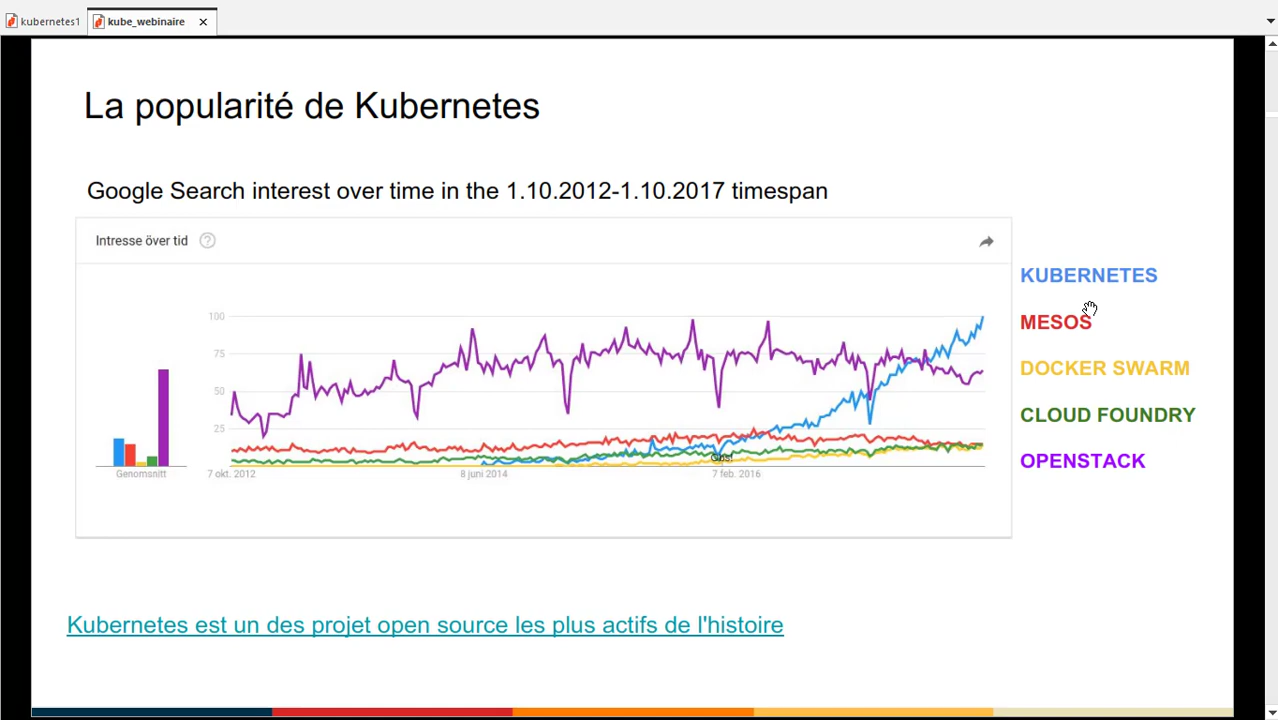 kubernetes1
kube_webinaire
La popularité de Kubernetes
Google Search interest over time in the 1.10.2012-1.10.2017 timespan
Intresse över tid
100
75
50
25
Genomsnitt
7 okt. 2012
8 juni 2014
7 feb. 2016
Obs!
KUBERNETES
MESOS
DOCKER SWARM
CLOUD FOUNDRY
OPENSTACK
Kubernetes est un des projet open source les plus actifs de l'histoire